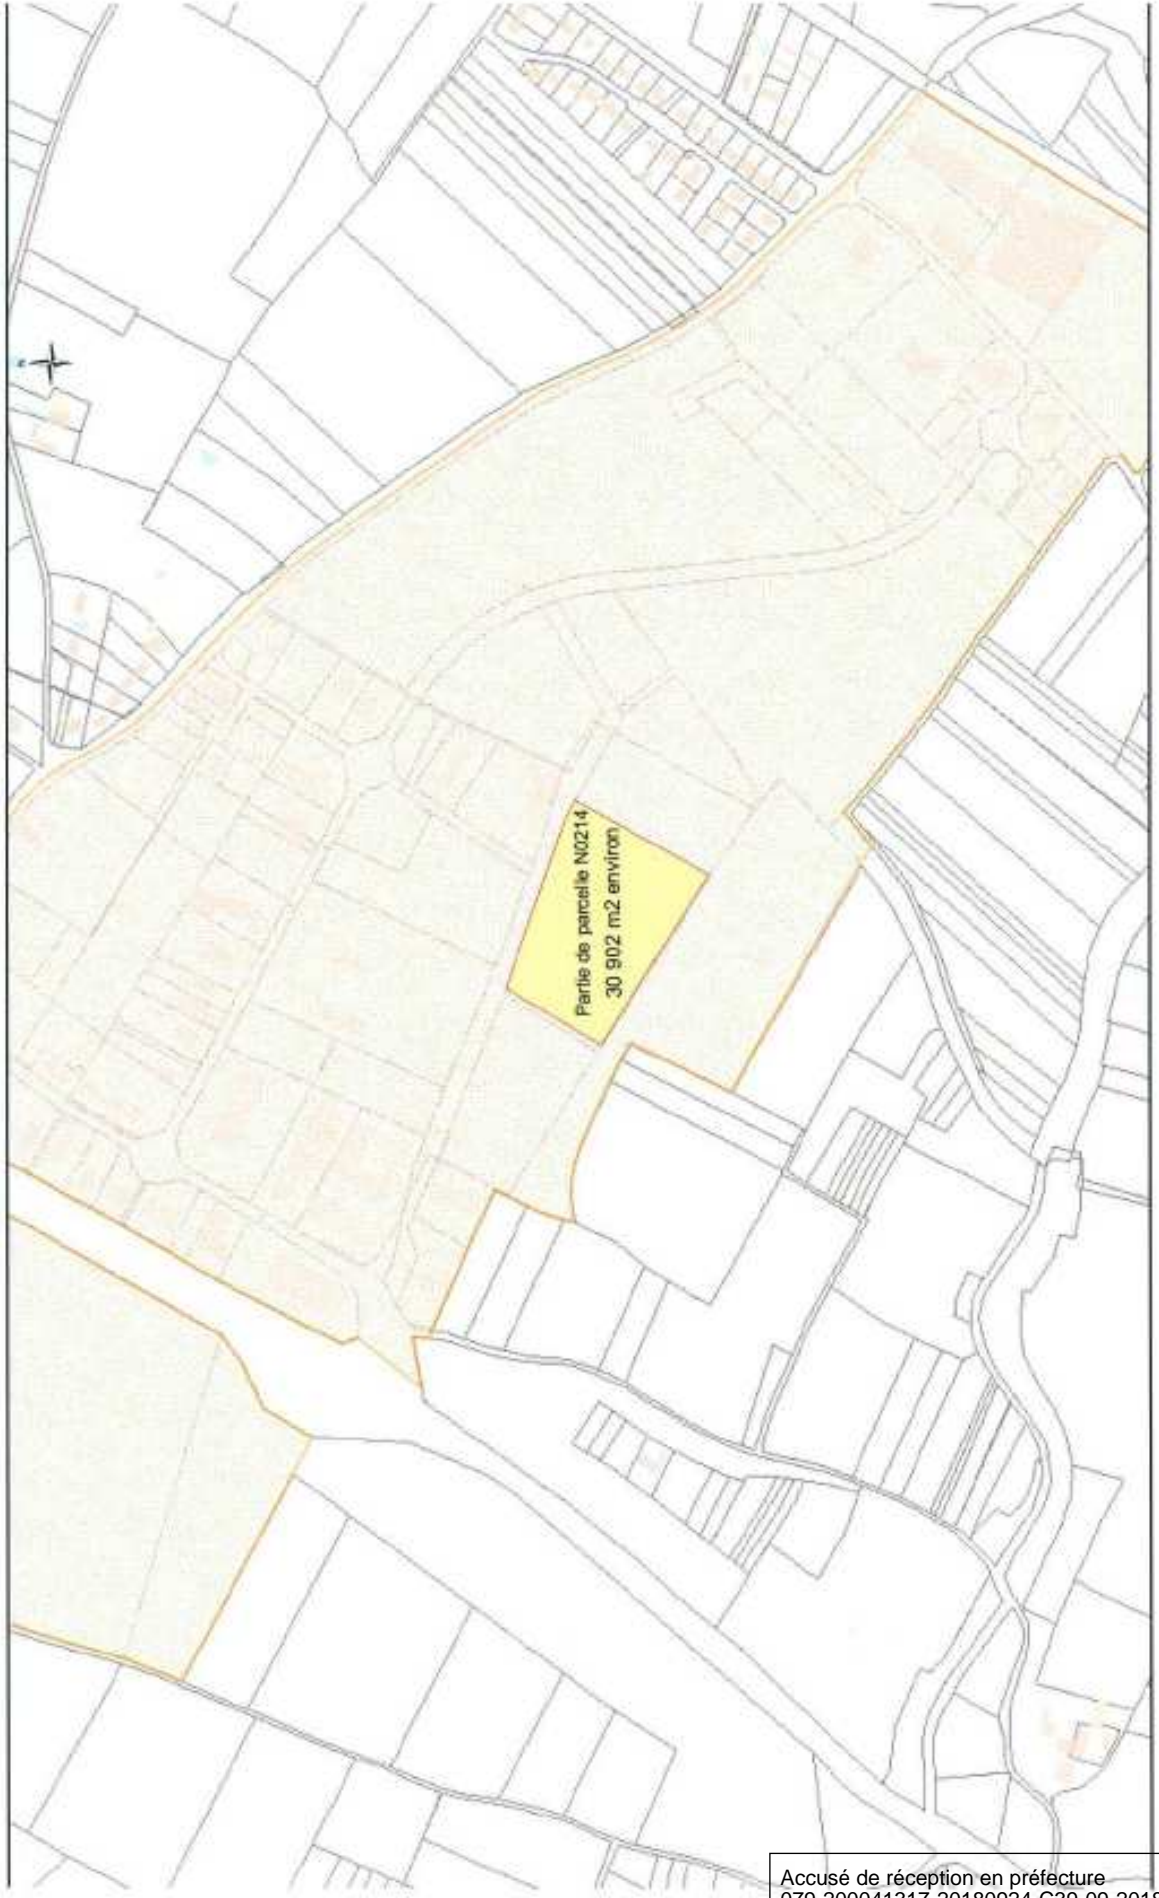 Partie de parcelle N0214
30 902 m2 environ
Accusé de réception en préfecture